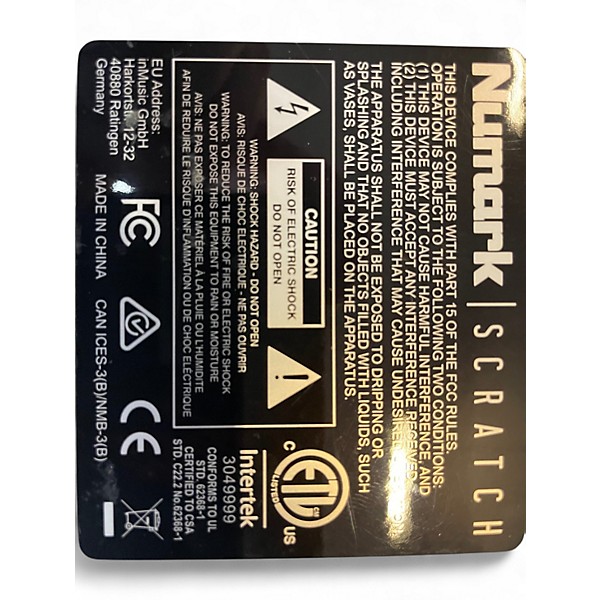 Numark | SCRATCH
THIS DEVICE COMPLIES WITH PART 15 OF THE FCC RULES.
OPERATION IS SUBJECT TO THE FOLLOWING TWO CONDITIONS:
(1) THIS DEVICE MAY NOT CAUSE HARMFUL INTERFERENCE, AND
(2) THIS DEVICE MUST ACCEPT ANY INTERFERENCE RECEIVED,
INCLUDING INTERFERENCE THAT MAY CAUSE UNDESIRED
THE APPARATUS SHALL NOT BE EXPOSED TO DRIPPING OR
SPLASHING AND THAT NO OBJECTS FILLED WITH LIQUIDS, SUCH
AS VASES, SHALL BE PLACED ON THE APPARATUS.
CAUTION
RISK OF ELECTRIC SHOCK
DO NOT OPEN
WARNING: SHOCK HAZARD - DO NOT OPEN
AVIS: RISQUE DE CHOC ELECTRIQUE - NE PAS OUVRIR
WARNING: TO REDUCE THE RISK OF FIRE OR ELECTRIC SHOCK
DO NOT EXPOSE THIS EQUIPMENT TO RAIN OR MOISTURE
AVIS: NE PAS EXPOSER CE MATÉRIEL À LA PLUIE OU L'HUMIDITE
AFIN DE REDUIRE LE RISQUE D'INFLAMMATION OU DE CHOC ELECTRIQUE
C ETL CM US
LISTED
Intertek
3049999
CONFORMS TO UL
STD. 62368-1
CERTIFIED TO CSA
STD. C22.2 No.62368-1
EU Address:
inMusic GmbH
Harkortstr. 12-32
40880 Ratingen
Germany
FC
CE
MADE IN CHINA
CAN ICES-3(B)/NMB-3(B)